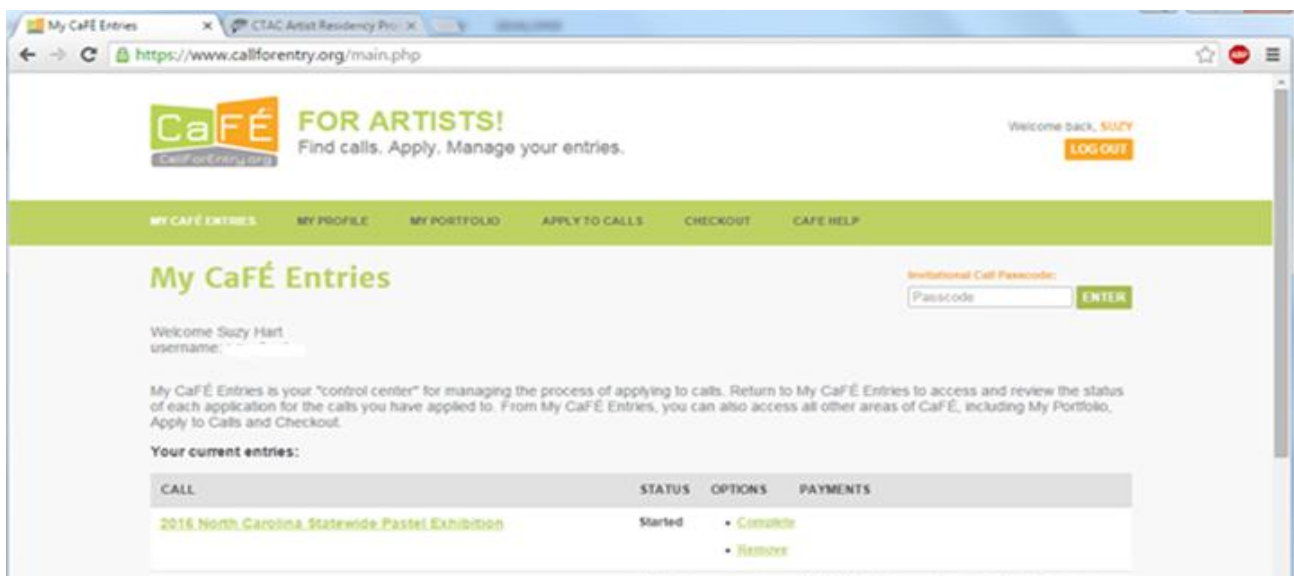 My CaFÉ Entries
CTAC Artist Residency Pro
https://www.callforentry.org/main.php
ABP
CaFÉ
CallForEntry.org
FOR ARTISTS!
Find calls. Apply. Manage your entries.
Welcome back, SUZY
LOG OUT
MY CAFÉ ENTRIES MY PROFILE MY PORTFOLIO APPLY TO CALLS CHECKOUT CAFE HELP
My CaFÉ Entries
Invitational Call Passcode:
Passcode ENTER
Welcome Suzy Hart
username:
My CaFÉ Entries is your "control center" for managing the process of applying to calls. Return to My CaFÉ Entries to access and review the status
of each application for the calls you have applied to. From My CaFÉ Entries, you can also access all other areas of CaFÉ, including My Portfolio,
Apply to Calls and Checkout.
Your current entries:
CALL STATUS OPTIONS PAYMENTS
2016 North Carolina Statewide Pastel Exhibition Started • Complete
• Remove